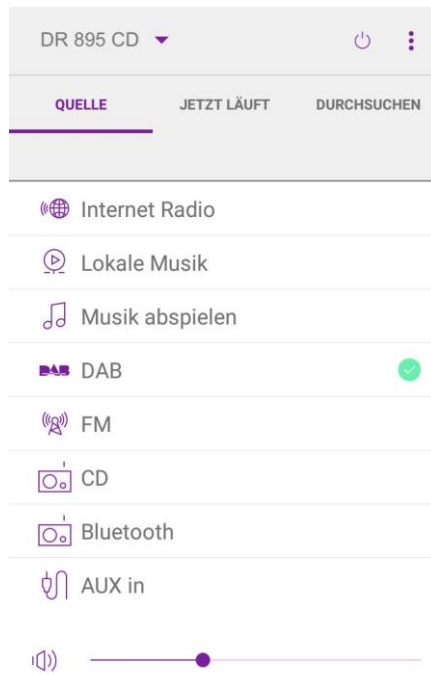 DR 895 CD
QUELLE JETZT LÄUFT DURCHSUCHEN
Internet Radio
Lokale Musik
Musik abspielen
DAB DAB
FM
CD
Bluetooth
AUX in